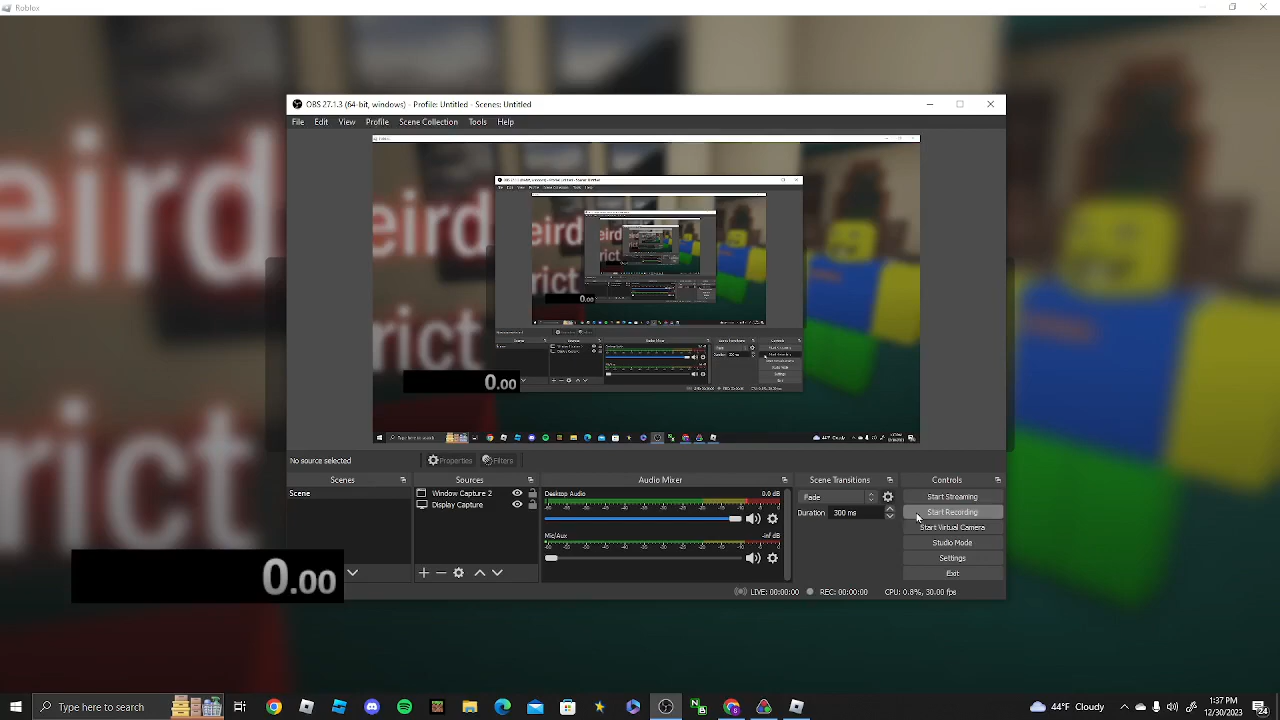 Roblox
OBS 27.1.3 (64-bit, windows) - Profile: Untitled - Scenes: Untitled
File Edit View Profile Scene Collection Tools Help
eird
rict
0.00
No source selected
Properties
Filters
Scenes
Sources
Audio Mixer
Scene Transitions
Controls
Scene
Window Capture 2
Display Capture
Desktop Audio 0.0 dB
Mic/Aux -inf dB
Fade
Duration 300 ms
Start Streaming
Start Recording
Start Virtual Camera
Studio Mode
Settings
Exit
0.00
LIVE: 00:00:00 REC: 00:00:00 CPU: 0.8%, 30.00 fps
Type here to search
44°F Cloudy
1:37 PM
12/30/2023